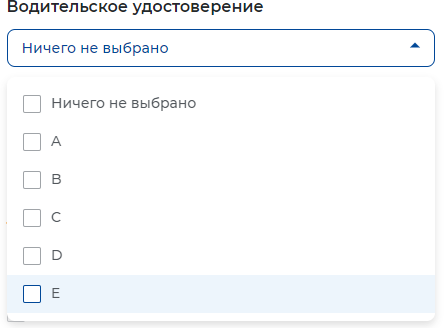 Водительское удостоверение
Ничего не выбрано
Ничего не выбрано
A
B
C
D
E